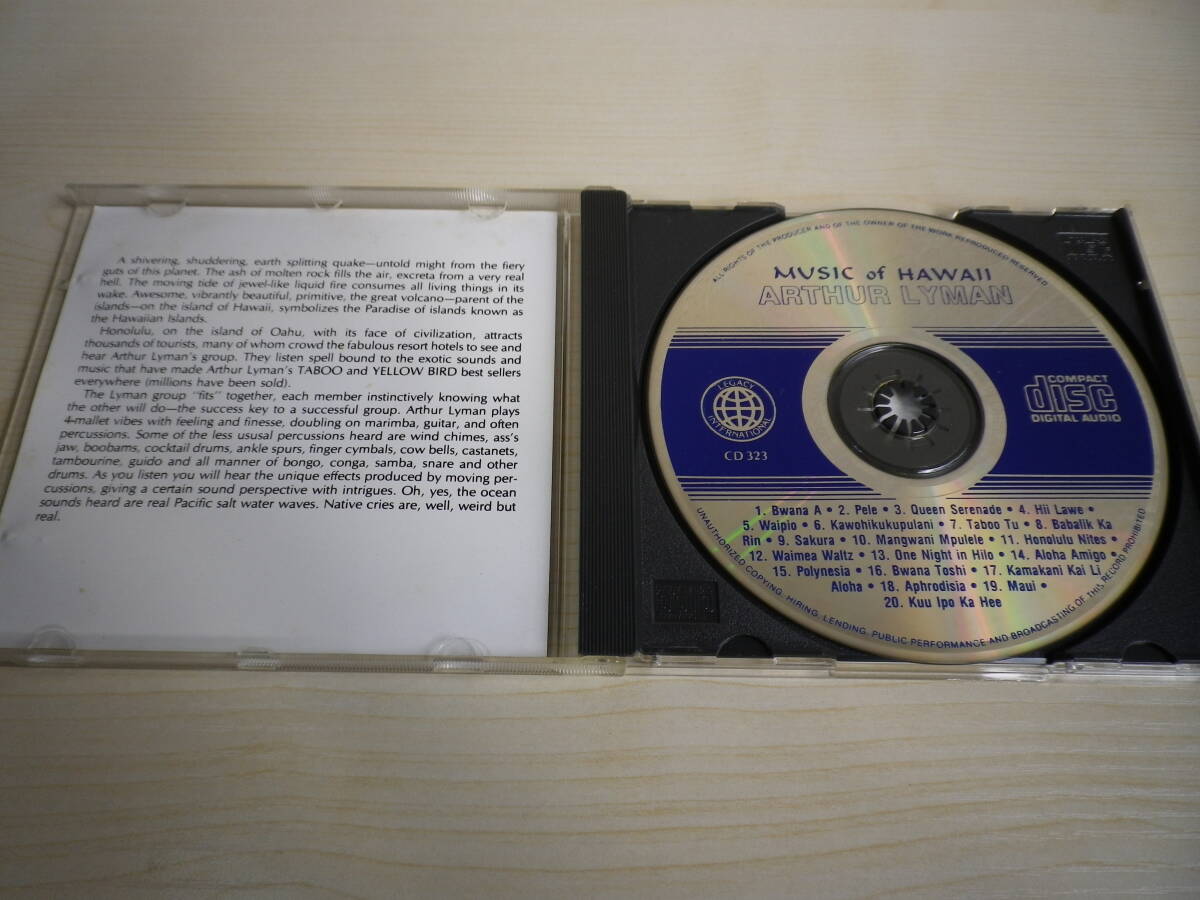 A shivering, shuddering, earth splitting quake—untold might from the fiery
guts of this planet. The ash of molten rock fills the air, excreta from a very real
hell. The moving tide of jewel-like liquid fire consumes all living things in its
wake. Awesome, vibrantly beautiful, primitive, the great volcano—parent of the
islands—on the island of Hawaii, symbolizes the Paradise of islands known as
the Hawaiian Islands.
Honolulu, on the island of Oahu, with its face of civilization, attracts
thousands of tourists, many of whom crowd the fabulous resort hotels to see and
hear Arthur Lyman's group. They listen spell bound to the exotic sounds and
music that have made Arthur Lyman's TABOO and YELLOW BIRD best sellers
everywhere (millions have been sold).
The Lyman group "fits" together, each member instinctively knowing what
the other will do—the success key to a successful group. Arthur Lyman plays
4-mallet vibes with feeling and finesse, doubling on marimba, guitar, and often
percussions. Some of the less ususal percussions heard are wind chimes, ass's
jaw, boobams, cocktail drums, ankle spurs, finger cymbals, cow bells, castanets,
tambourine, guido and all manner of bongo, conga, samba, snare and other
drums. As you listen you will hear the unique effects produced by moving per-
cussions, giving a certain sound perspective with intrigues. Oh, yes, the ocean
sounds heard are real Pacific salt water waves. Native cries are, well, weird but
real.
ALL RIGHTS OF THE PRODUCER AND OF THE OWNER OF THE WORK REPRODUCED RESERVED
MUSIC of HAWAII
ARTHUR LYMAN
LEGACY
INTERNATIONAL
CD 323
COMPACT
disc
DIGITAL AUDIO
1. Bwana A • 2. Pele • 3. Queen Serenade • 4. Hii Lawe •
5. Waipio • 6. Kawohikukupulani • 7. Taboo Tu • 8. Babalik Ka
Rin • 9. Sakura • 10. Mangwani Mpulele • 11. Honolulu Nites •
12. Waimea Waltz • 13. One Night in Hilo • 14. Aloha Amigo •
15. Polynesia • 16. Bwana Toshi • 17. Kamakani Kai Li
Aloha • 18. Aphrodisia • 19. Maui •
20. Kuu Ipo Ka Hee
UNAUTHORIZED COPYING, HIRING, LENDING, PUBLIC PERFORMANCE AND BROADCASTING OF THIS RECORD PROHIBITED